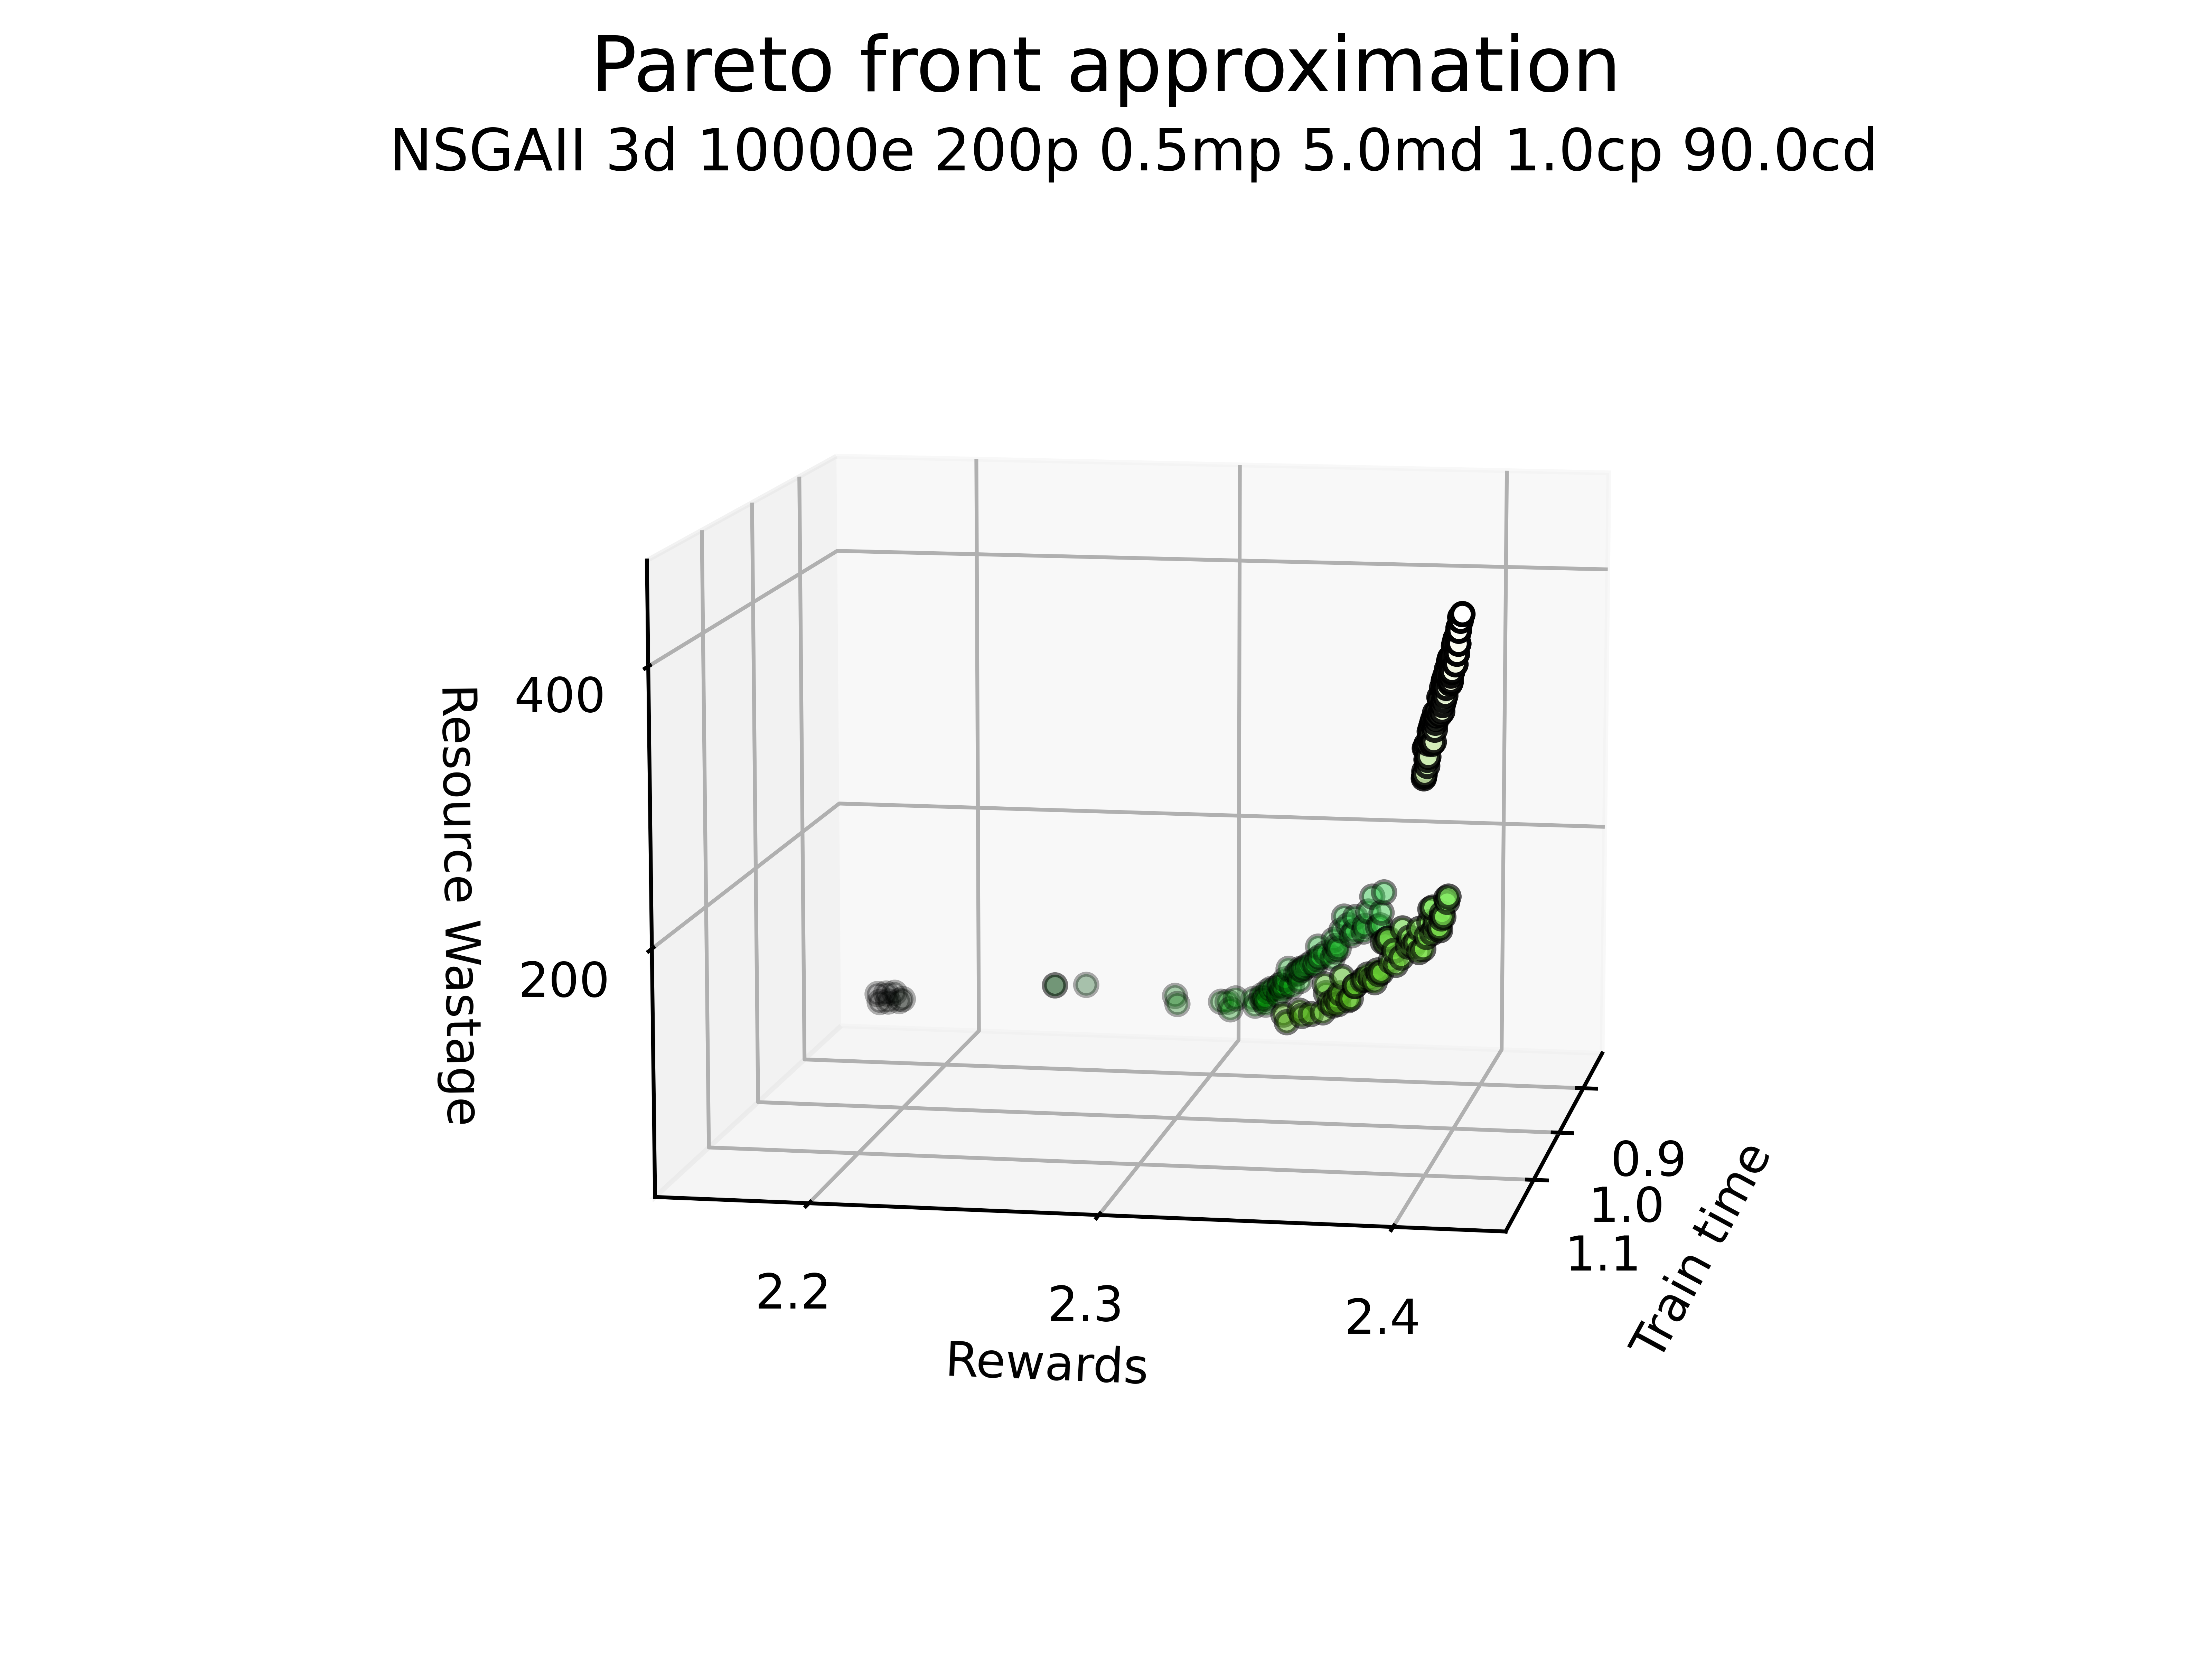 Pareto front approximation
NSGAII 3d 10000e 200p 0.5mp 5.0md 1.0cp 90.0cd
Resource Wastage
400
200
2.2
2.3
2.4
Rewards
0.9
1.0
1.1
Train time